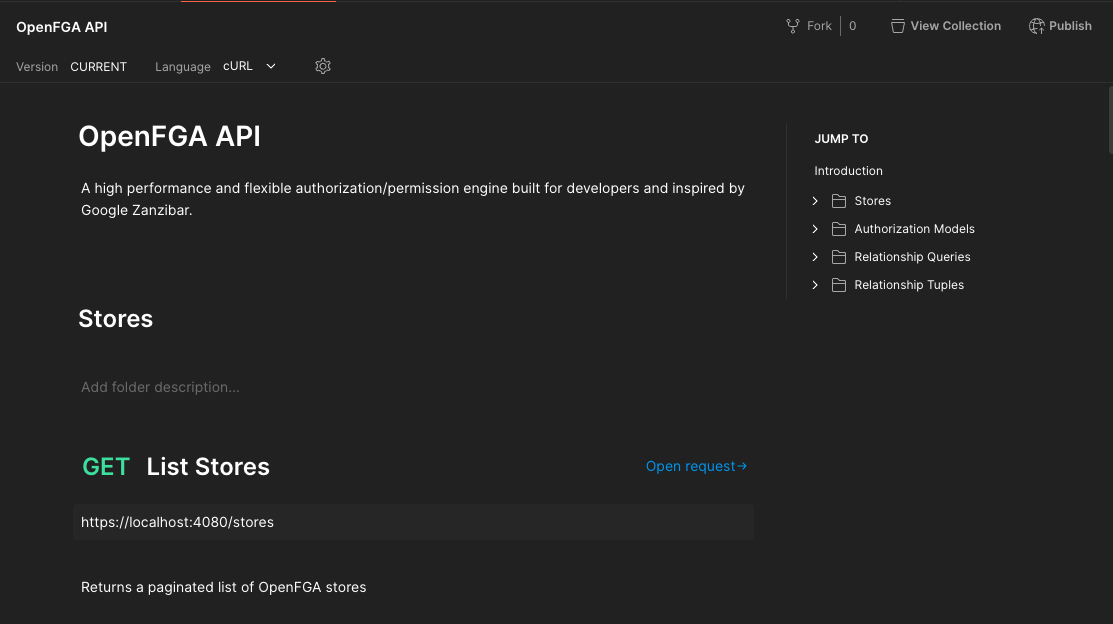 OpenFGA API
Fork 0 View Collection Publish
Version CURRENT Language cURL
OpenFGA API
A high performance and flexible authorization/permission engine built for developers and inspired by
Google Zanzibar.
JUMP TO
Introduction
Stores
Authorization Models
Relationship Queries
Relationship Tuples
Stores
Add folder description...
GET List Stores
Open request→
https://localhost:4080/stores
Returns a paginated list of OpenFGA stores